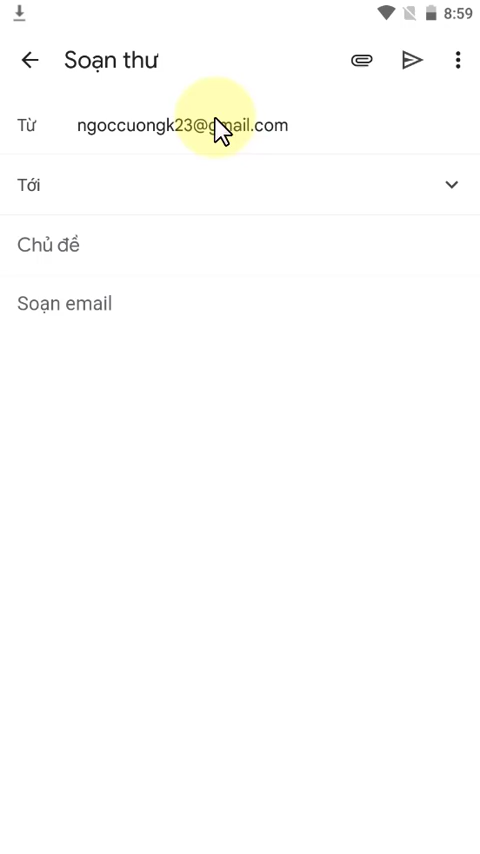 8:59
Soạn thư
Từ ngoccuongk23@gmail.com
Tới
Chủ đề
Soạn email